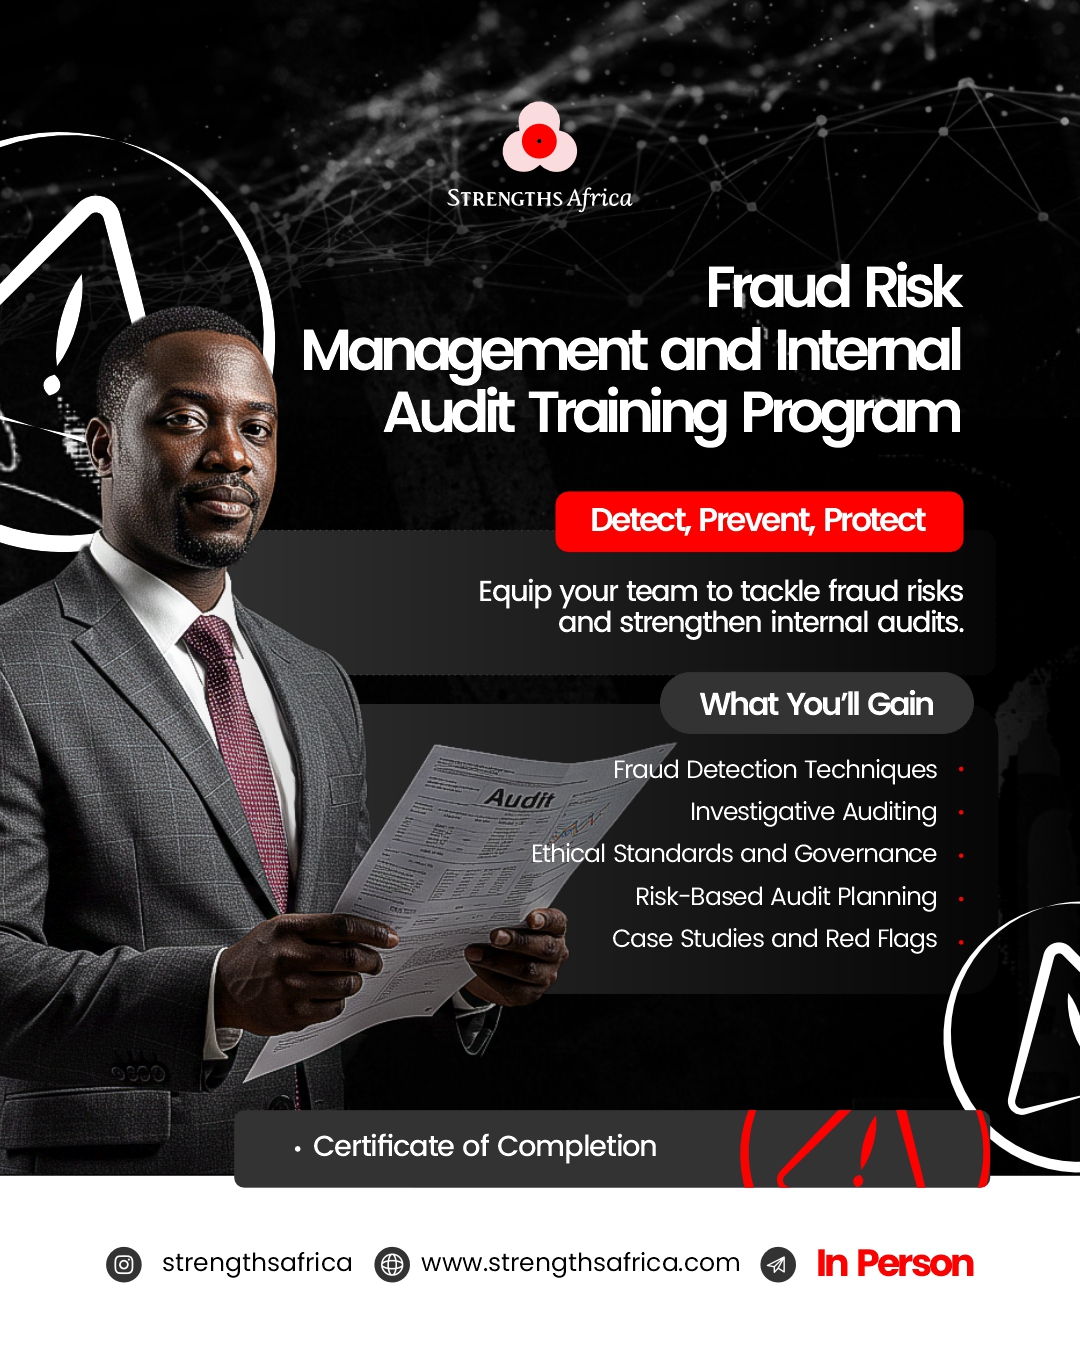 STRENGTHS Africa
Fraud Risk
Management and Internal
Audit Training Program
Detect, Prevent, Protect
Equip your team to tackle fraud risks
and strengthen internal audits.
What You'll Gain
Fraud Detection Techniques •
Investigative Auditing •
Ethical Standards and Governance •
Risk-Based Audit Planning •
Case Studies and Red Flags •
Audit
• Certificate of Completion
strengthsafrica
www.strengthsafrica.com
In Person